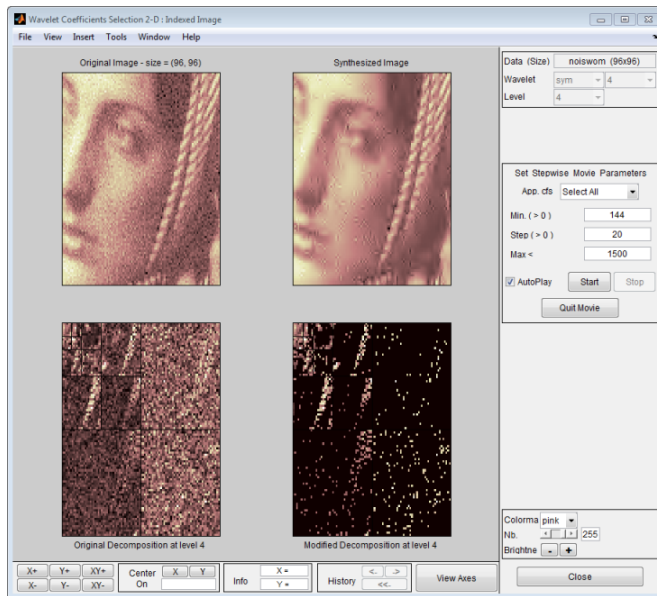 Wavelet Coefficients Selection 2-D : Indexed Image
File View Insert Tools Window Help
Original Image - size = (96, 96)
Synthesized Image
Original Decomposition at level 4
Modified Decomposition at level 4
Data (Size) noiswom (96x96)
Wavelet sym 4
Level 4
Set Stepwise Movie Parameters
App. cfs Select All
Min. ( > 0 ) 144
Step ( > 0 ) 20
Max < 1500
AutoPlay Start Stop
Quit Movie
Colorma pink
Nb. 255
Brightne - +
X+ Y+ XY+
X- Y- XY-
Center On X Y
Info X = Y =
History <- -> <<-
View Axes
Close